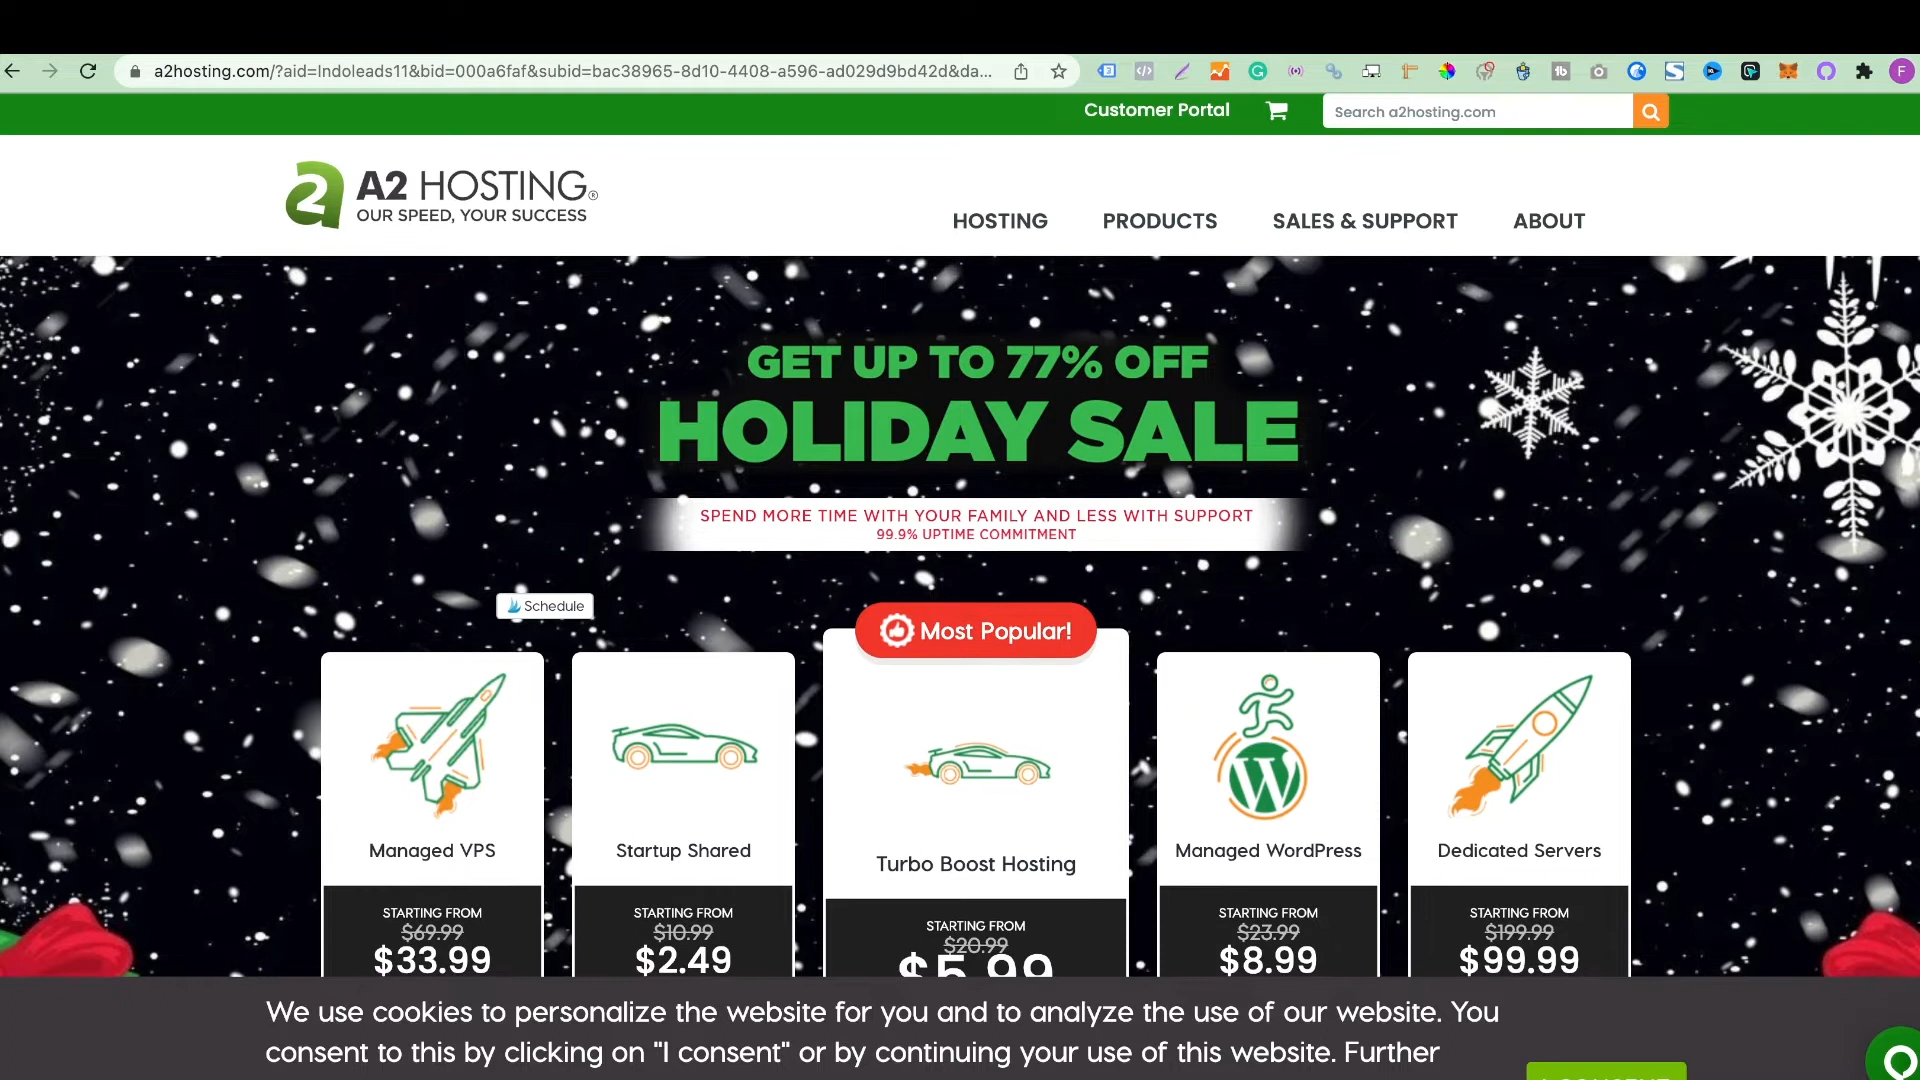 a2hosting.com/?aid=Indoleads11&bid=000a6faf&subid=bac38965-8d10-4408-a596-ad029d9bd42d&da...
F
Customer Portal
Search a2hosting.com
A2 HOSTING®
OUR SPEED, YOUR SUCCESS
HOSTING PRODUCTS SALES & SUPPORT ABOUT
GET UP TO 77% OFF
HOLIDAY SALE
SPEND MORE TIME WITH YOUR FAMILY AND LESS WITH SUPPORT
99.9% UPTIME COMMITMENT
Schedule
Most Popular!
Managed VPS
STARTING FROM
$69.99
$33.99
Startup Shared
STARTING FROM
$10.99
$2.49
Turbo Boost Hosting
STARTING FROM
$20.99
$5.99
Managed WordPress
STARTING FROM
$23.99
$8.99
Dedicated Servers
STARTING FROM
$199.99
$99.99
We use cookies to personalize the website for you and to analyze the use of our website. You
consent to this by clicking on "I consent" or by continuing your use of this website. Further